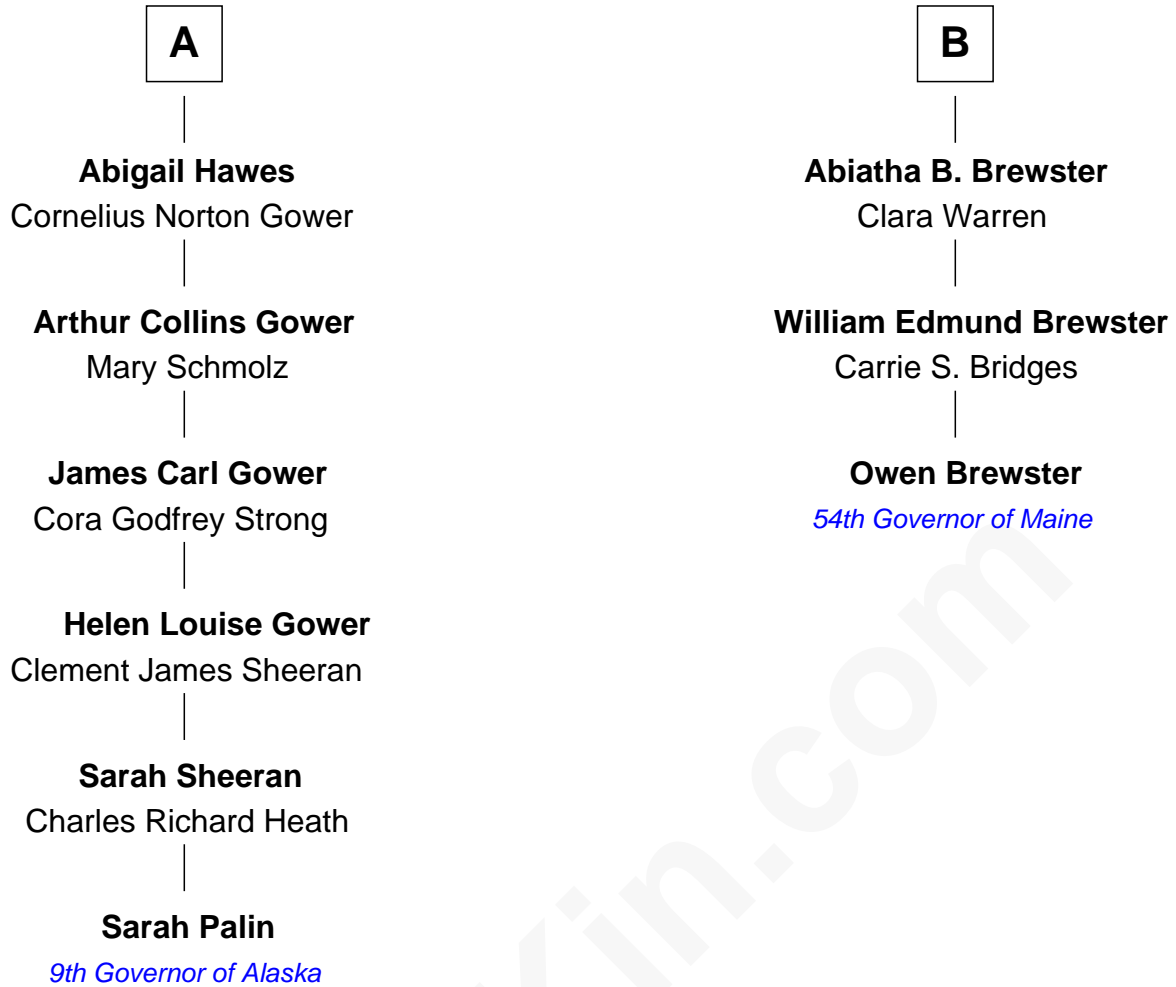 A
Abigail Hawes
Cornelius Norton Gower
Arthur Collins Gower
Mary Schmolz
James Carl Gower
Cora Godfrey Strong
Helen Louise Gower
Clement James Sheeran
Sarah Sheeran
Charles Richard Heath
Sarah Palin
9th Governor of Alaska
B
Abiatha B. Brewster
Clara Warren
William Edmund Brewster
Carrie S. Bridges
Owen Brewster
54th Governor of Maine